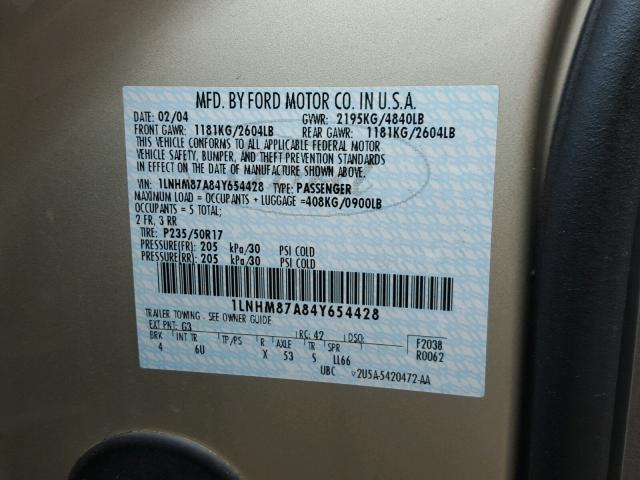 MFD. BY FORD MOTOR CO. IN U.S.A.
DATE: 02/04 GVWR: 2195KG/4840LB
FRONT GAWR: 1181KG/2604LB REAR GAWR: 1181KG/2604LB
THIS VEHICLE CONFORMS TO ALL APPLICABLE FEDERAL MOTOR
VEHICLE SAFETY, BUMPER, AND THEFT PREVENTION STANDARDS
IN EFFECT ON THE DATE OF MANUFACTURE SHOWN ABOVE.
VIN: 1LNHM87A84Y654428 TYPE: PASSENGER
MAXIMUM LOAD = OCCUPANTS + LUGGAGE = 408KG/0900LB
OCCUPANTS = 5 TOTAL;
2 FR, 3 RR
TIRE: P235/50R17
PRESSURE(FR): 205 kPa/30 PSI COLD
PRESSURE(RR): 205 kPa/30 PSI COLD
1LNHM87A84Y654428
TRAILER TOWING - SEE OWNER GUIDE
EXT PNT: G3 RC: 42 DSO: F2038
BRK INT TR TP/PS R AXLE TR SPR R0062
4 6U X 53 S LL66
UBC 2U5A-5420472-AA